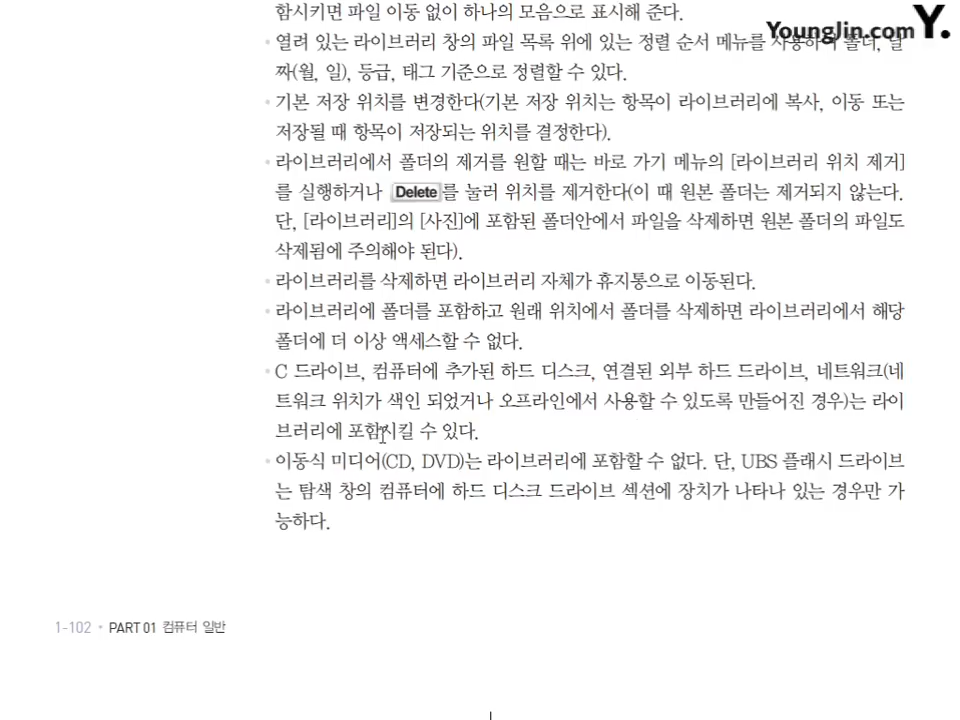 함시키면 파일 이동 없이 하나의 모음으로 표시해 준다.
YoungJin.com Y.
• 열려 있는 라이브러리 창의 파일 목록 위에 있는 정렬 순서 메뉴를 폴더, 날
짜(월, 일), 등급, 태그 기준으로 정렬할 수 있다.
• 기본 저장 위치를 변경한다(기본 저장 위치는 항목이 라이브러리에 복사, 이동 또는
저장될 때 항목이 저장되는 위치를 결정한다).
• 라이브러리에서 폴더의 제거를 원할 때는 바로 가기 메뉴의 [라이브러리 위치 제거]
를 실행하거나 Delete를 눌러 위치를 제거한다(이 때 원본 폴더는 제거되지 않는다.
단, [라이브러리]의 [사진]에 포함된 폴더안에서 파일을 삭제하면 원본 폴더의 파일도
삭제됨에 주의해야 된다).
• 라이브러리를 삭제하면 라이브러리 자체가 휴지통으로 이동된다.
• 라이브러리에 폴더를 포함하고 원래 위치에서 폴더를 삭제하면 라이브러리에서 해당
폴더에 더 이상 액세스할 수 없다.
• C 드라이브, 컴퓨터에 추가된 하드 디스크, 연결된 외부 하드 드라이브, 네트워크(네
트워크 위치가 색인 되었거나 오프라인에서 사용할 수 있도록 만들어진 경우)는 라이
브러리에 포함시킬 수 있다.
• 이동식 미디어(CD, DVD)는 라이브러리에 포함할 수 없다. 단, UBS 플래시 드라이브
는 탐색 창의 컴퓨터에 하드 디스크 드라이브 섹션에 장치가 나타나 있는 경우만 가
능하다.
1-102 • PART 01 컴퓨터 일반